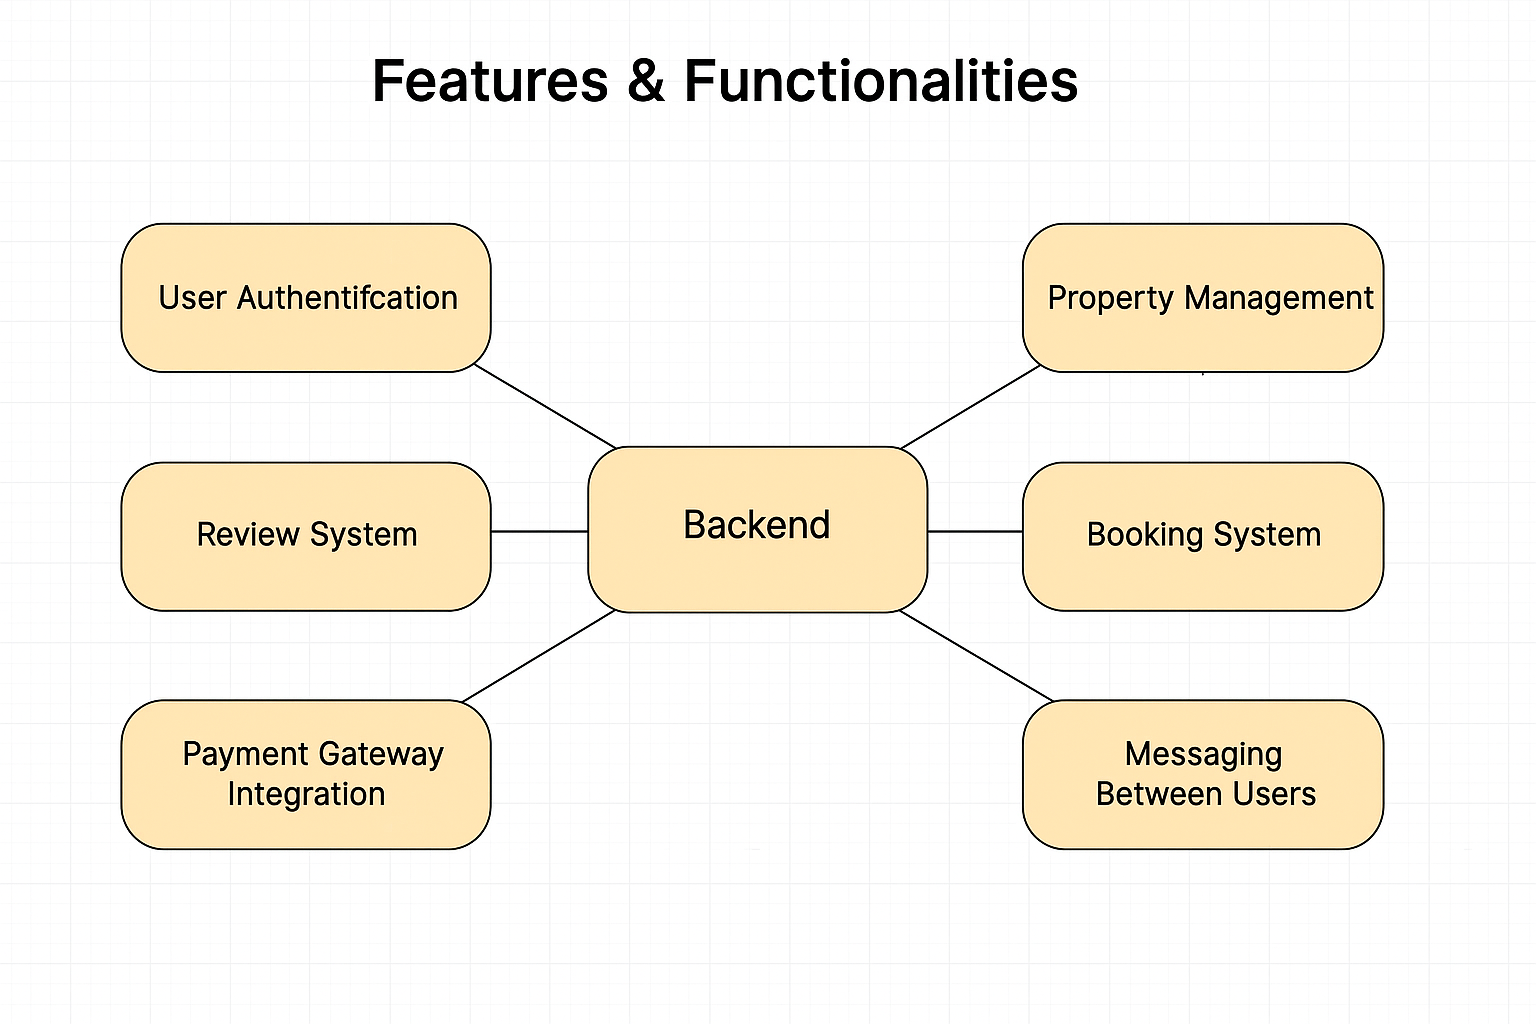 Features & Functionalities
User Authentifcation
Property Management
Review System
Backend
Booking System
Payment Gateway
Integration
Messaging
Between Users